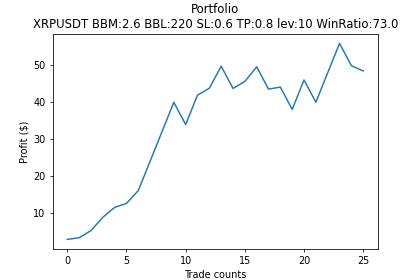 Portfolio
XRPUSDT BBM:2.6 BBL:220 SL:0.6 TP:0.8 lev:10 WinRatio:73.0
50
40
30
20
10
Profit ($)
0 5 10 15 20 25
Trade counts